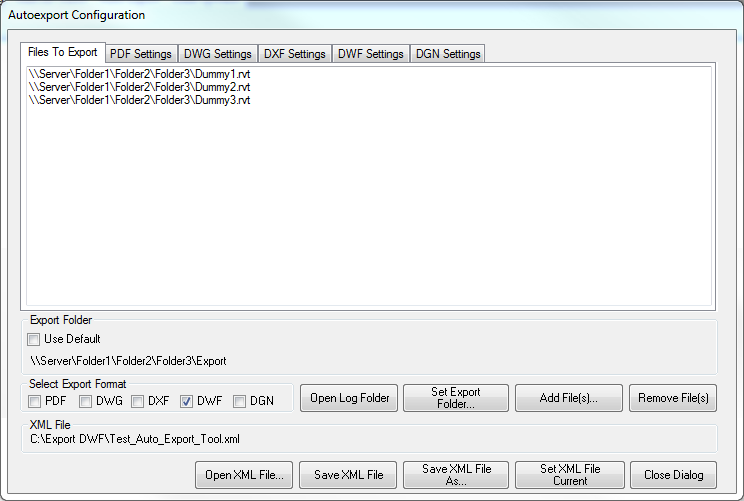 Autoexport Configuration
Files To Export PDF Settings DWG Settings DXF Settings DWF Settings DGN Settings
\\Server\Folder1\Folder2\Folder3\Dummy1.rvt
\\Server\Folder1\Folder2\Folder3\Dummy2.rvt
\\Server\Folder1\Folder2\Folder3\Dummy3.rvt
Export Folder
Use Default
\\Server\Folder1\Folder2\Folder3\Export
Select Export Format
PDF DWG DXF DWF DGN
Open Log Folder
Set Export
Folder...
Add File(s)...
Remove File(s)
XML File
C:\Export DWF\Test_Auto_Export_Tool.xml
Open XML File...
Save XML File
Save XML File
As...
Set XML File
Current
Close Dialog